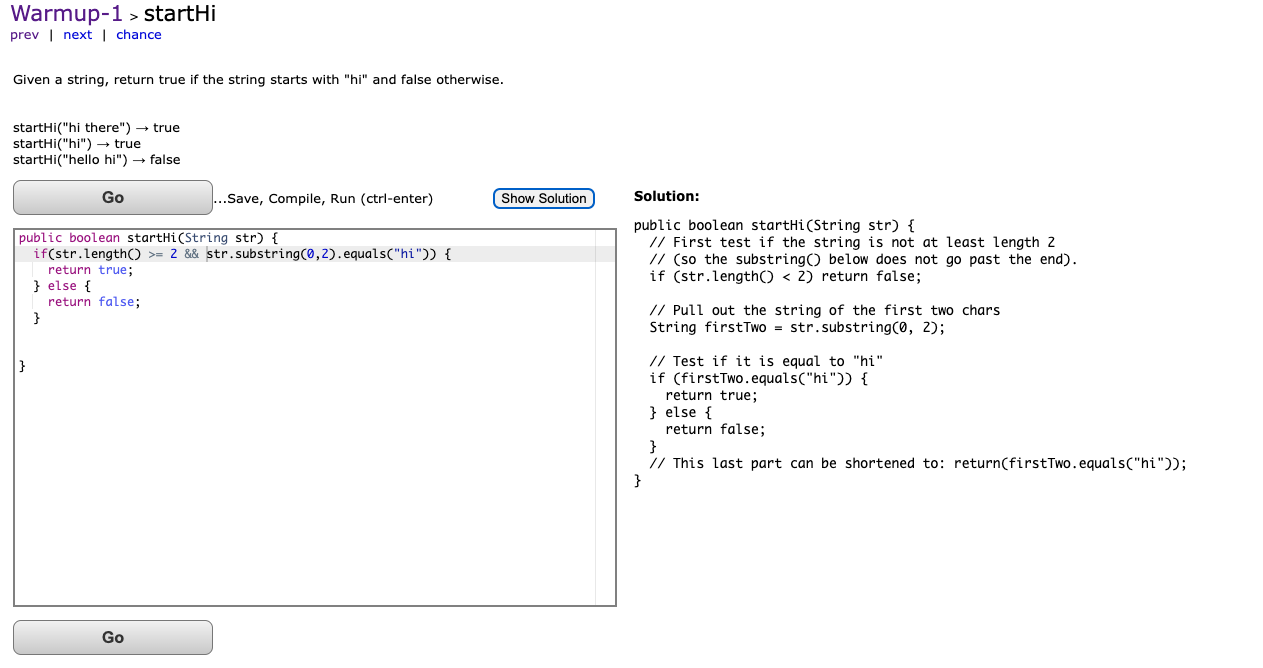 Warmup-1 > startHi
prev | next | chance
Given a string, return true if the string starts with "hi" and false otherwise.
startHi("hi there") → true
startHi("hi") → true
startHi("hello hi") → false
Go
...Save, Compile, Run (ctrl-enter)
Show Solution
public boolean startHi(String str) {
  if(str.length() >= 2 && str.substring(0,2).equals("hi")) {
    return true;
  } else {
    return false;
  }
}
Go
Solution:
public boolean startHi(String str) {
  // First test if the string is not at least length 2
  // (so the substring() below does not go past the end).
  if (str.length() < 2) return false;
  // Pull out the string of the first two chars
  String firstTwo = str.substring(0, 2);
  // Test if it is equal to "hi"
  if (firstTwo.equals("hi")) {
    return true;
  } else {
    return false;
  }
  // This last part can be shortened to: return(firstTwo.equals("hi"));
}